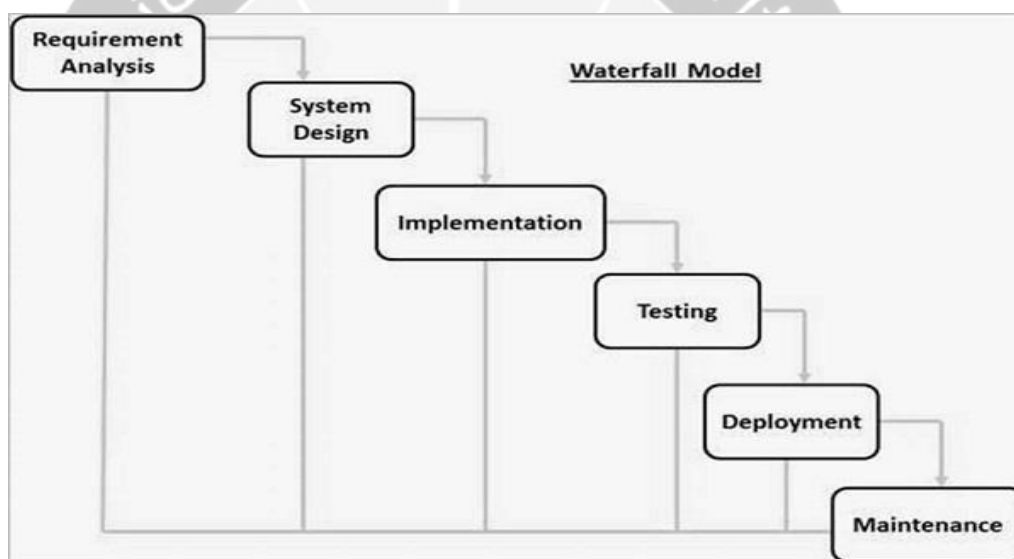 Requirement
Analysis
Waterfall Model
System
Design
Implementation
Testing
Deployment
Maintenance